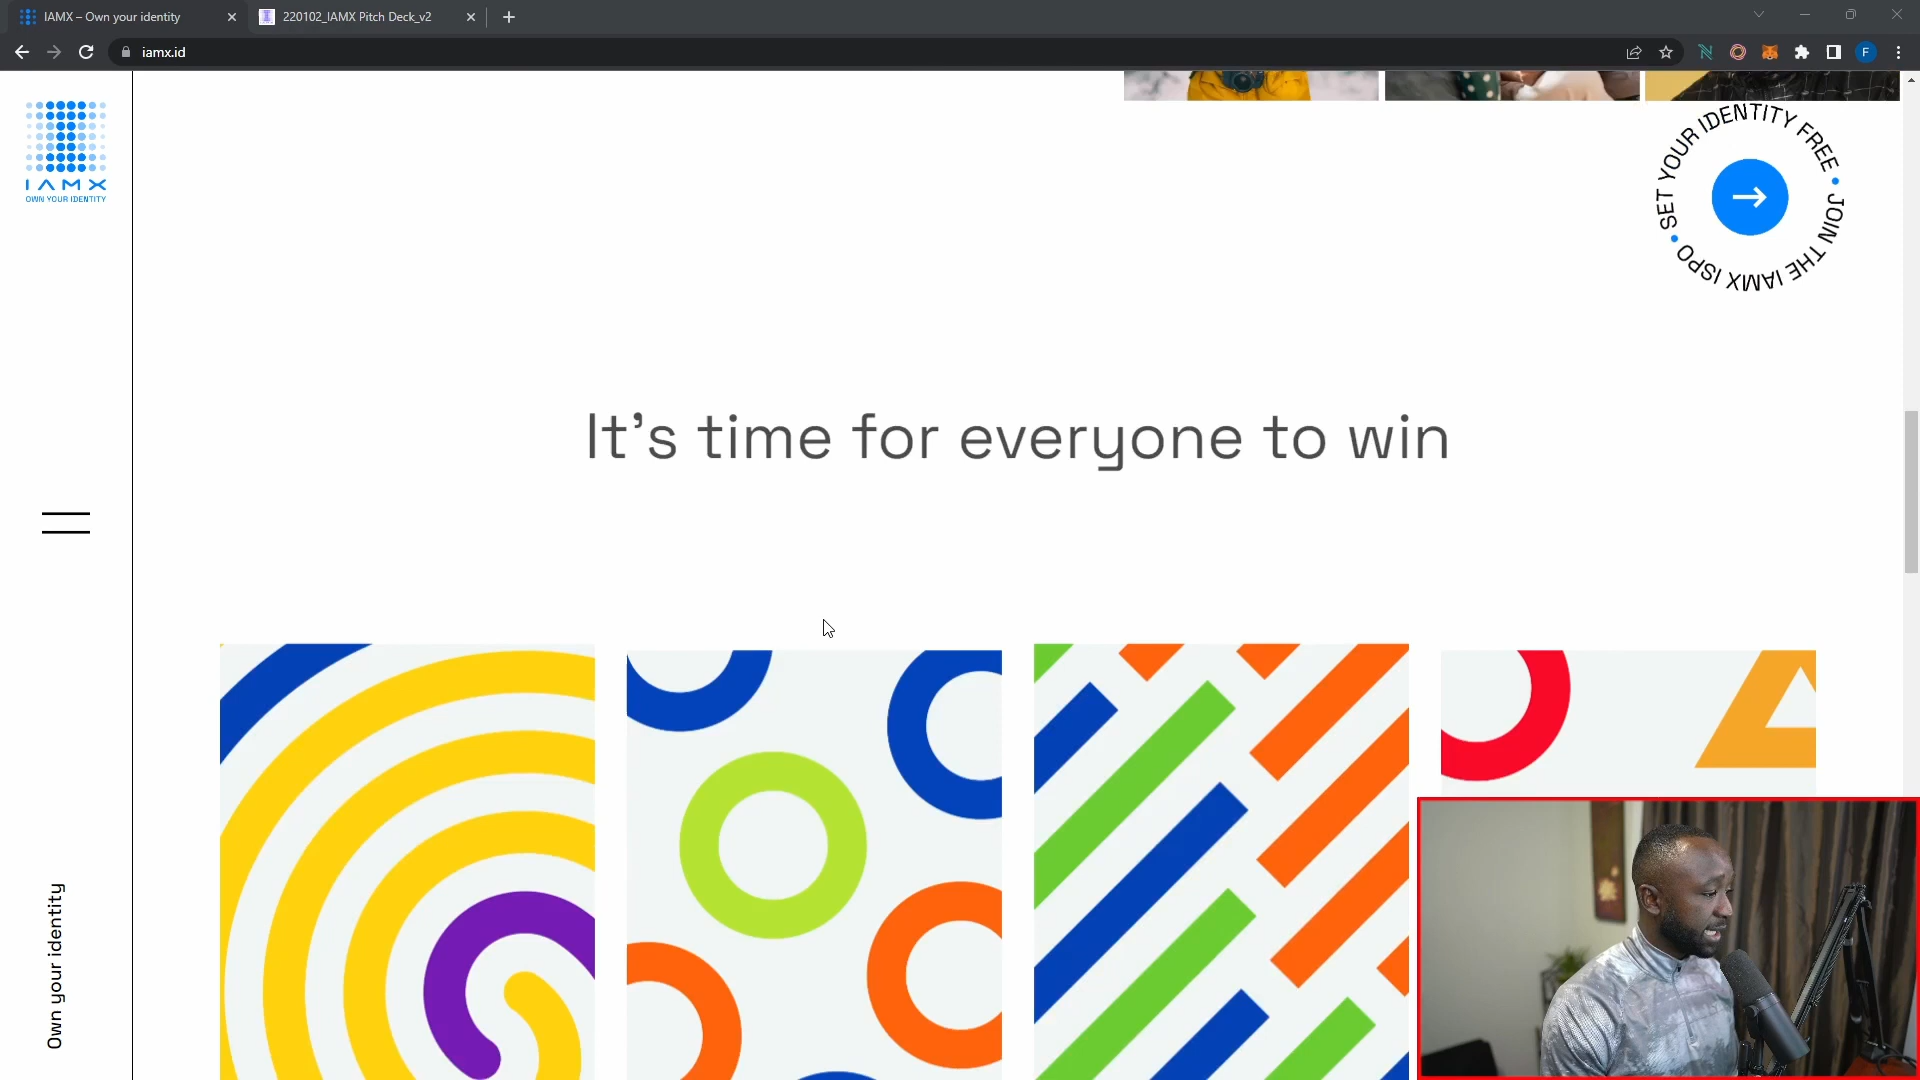 IAMX – Own your identity
220102_IAMX Pitch Deck_v2
iamx.id
F
IAMX
OWN YOUR IDENTITY
SET YOUR IDENTITY FREE • JOIN THE IAMX ISPO •
It's time for everyone to win
Own your identity